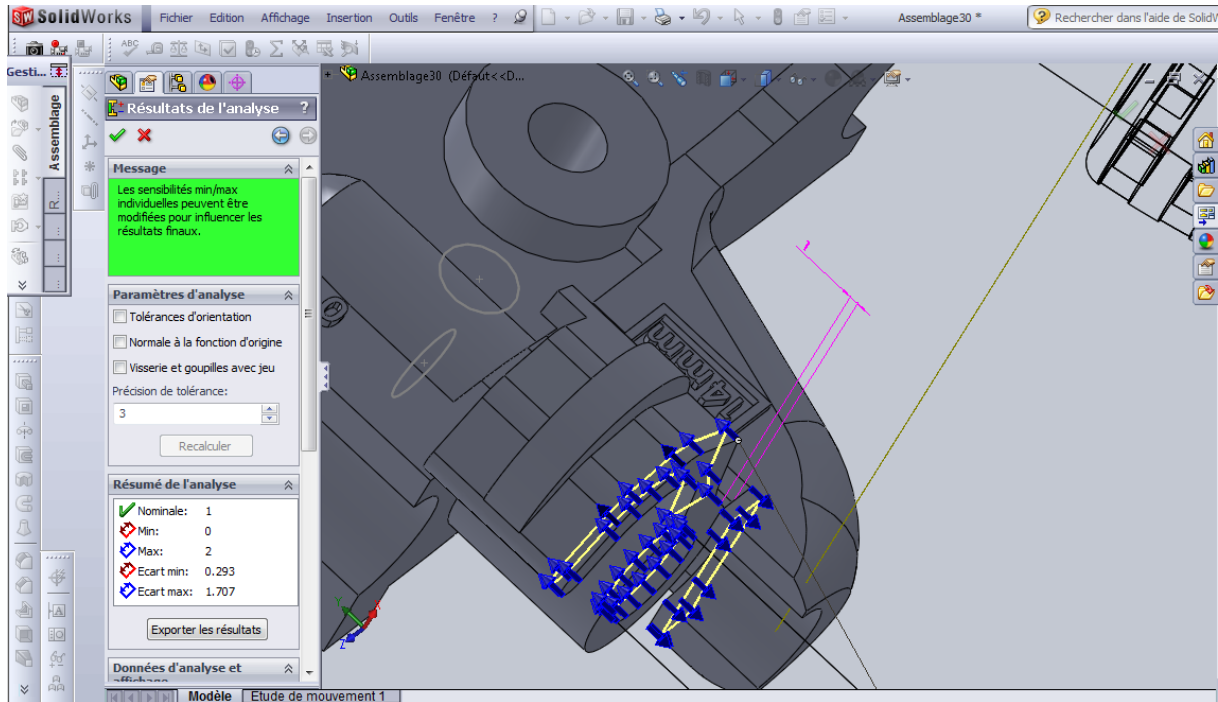 SolidWorks Fichier Edition Affichage Insertion Outils Fenêtre ? Assemblage30 * Rechercher dans l'aide de SolidW
ABC
Gesti...
Assemblage
R...
+ Assemblage30 (Défaut<<D...
Résultats de l'analyse ?
Message
Les sensibilités min/max
individuelles peuvent être
modifiées pour influencer les
résultats finaux.
Paramètres d'analyse
Tolérances d'orientation
Normale à la fonction d'origine
Visserie et goupilles avec jeu
Précision de tolérance:
3
Recalculer
Résumé de l'analyse
Nominale: 1
Min: 0
Max: 2
Ecart min: 0.293
Ecart max: 1.707
Exporter les résultats
Données d'analyse et
affichage
1
Y
X
Z
Modèle Etude de mouvement 1